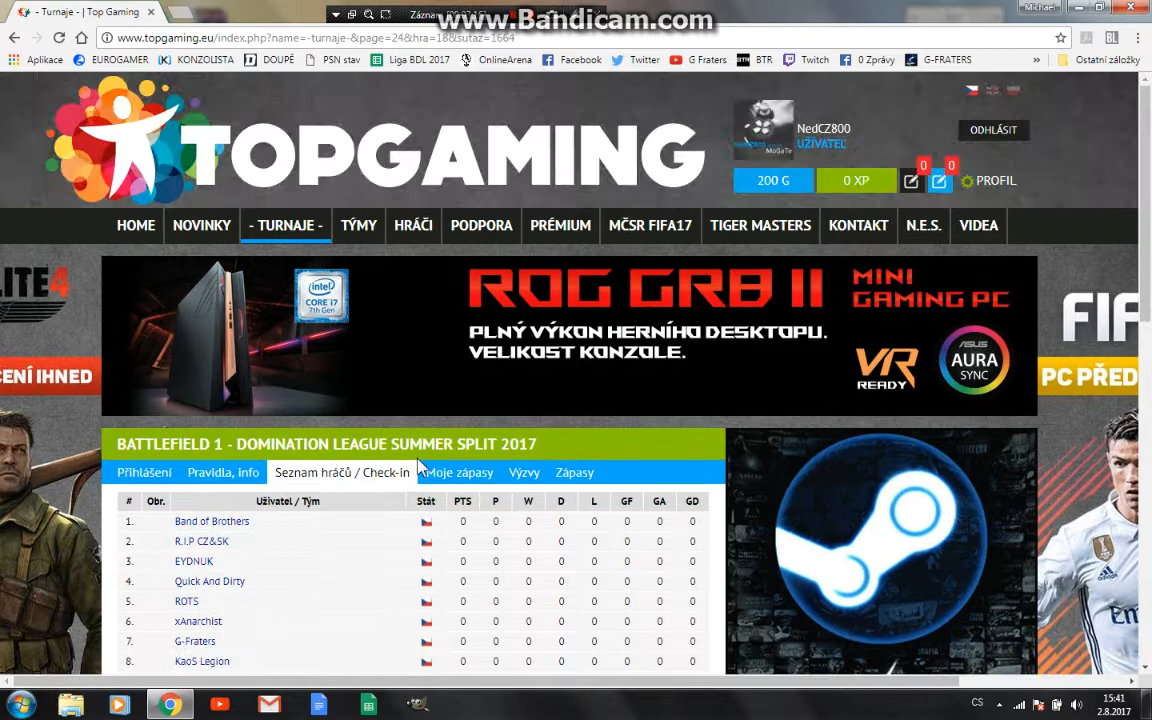 - Turnaje - | Top Gaming
Záznam
www.Bandicam.com
Michael
www.topgaming.eu/index.php?name=-turnaje-&page=24&hra=18&sutaz=1664
Aplikace EUROGAMER KONZOLISTA DOUPĚ PSN stav Liga BDL 2017 OnlineArena Facebook Twitter G Fraters BTR Twitch 0 Zprávy G-FRATERS » Ostatní záložky
TOPGAMING
NedCZ800
UŽÍVATEĽ
ODHLÁSIT
200 G 0 XP 0 0 PROFIL
HOME NOVINKY - TURNAJE - TÝMY HRÁČI PODPORA PRÉMIUM MČSR FIFA17 TIGER MASTERS KONTAKT N.E.S. VIDEA
LITE4
CENÍ IHNED
intel CORE i7 7th Gen
ROG GR8 II
MINI GAMING PC
PLNÝ VÝKON HERNÍHO DESKTOPU.
VELIKOST KONZOLE.
VR READY
ASUS AURA SYNC
FIF
PC PŘED
BATTLEFIELD 1 - DOMINATION LEAGUE SUMMER SPLIT 2017
Přihlášení Pravidla, info Seznam hráčů / Check-in Moje zápasy Výzvy Zápasy
# Obr. Uživatel / Tým Stát PTS P W D L GF GA GD
1. Band of Brothers 0 0 0 0 0 0 0 0
2. R.I.P CZ&SK 0 0 0 0 0 0 0 0
3. EYDNUK 0 0 0 0 0 0 0 0
4. Quick And Dirty 0 0 0 0 0 0 0 0
5. ROTS 0 0 0 0 0 0 0 0
6. xAnarchist 0 0 0 0 0 0 0 0
7. G-Fraters 0 0 0 0 0 0 0 0
8. KaoS Legion 0 0 0 0 0 0 0 0
CS
15:41
2.8.2017